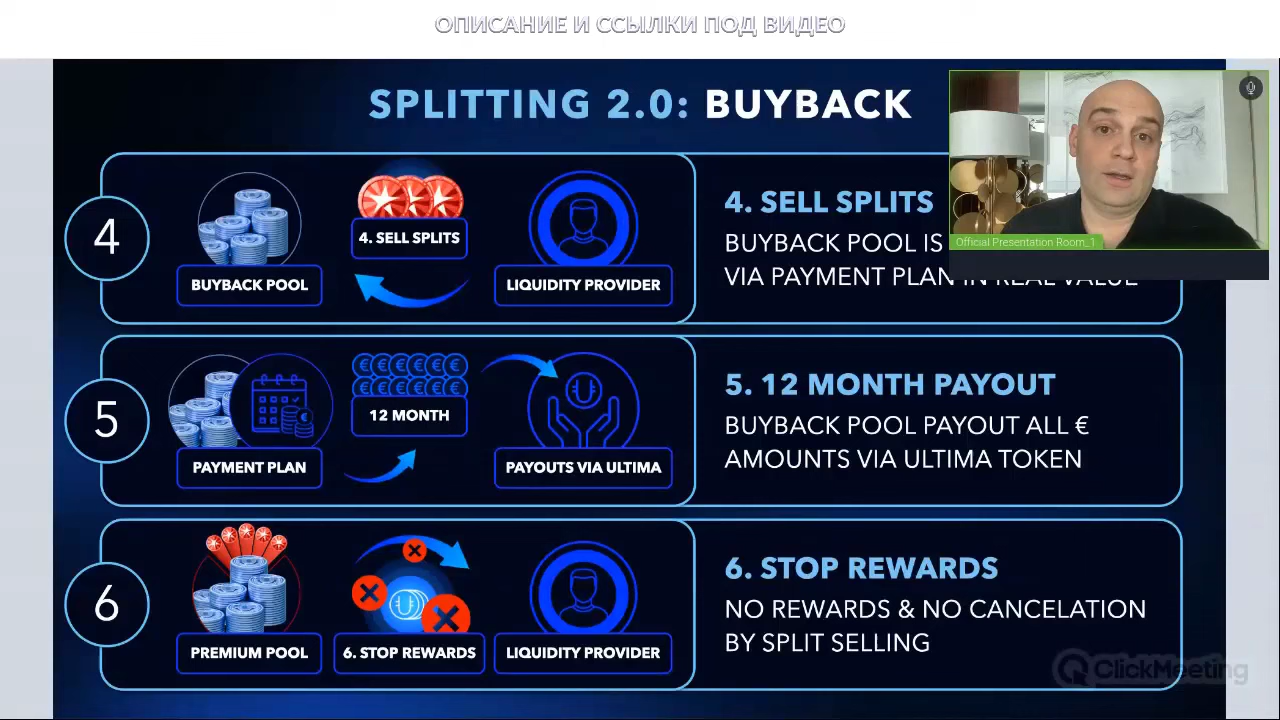 ОПИСАНИЕ И ССЫЛКИ ПОД ВИДЕО
SPLITTING 2.0: BUYBACK
4
BUYBACK POOL
4. SELL SPLITS
LIQUIDITY PROVIDER
4. SELL SPLITS
BUYBACK POOL IS
VIA PAYMENT PLAN IN REAL VALUE
Official Presentation Room_1
5
PAYMENT PLAN
12 MONTH
PAYOUTS VIA ULTIMA
5. 12 MONTH PAYOUT
BUYBACK POOL PAYOUT ALL €
AMOUNTS VIA ULTIMA TOKEN
6
PREMIUM POOL
6. STOP REWARDS
LIQUIDITY PROVIDER
6. STOP REWARDS
NO REWARDS & NO CANCELATION
BY SPLIT SELLING
ClickMeeting